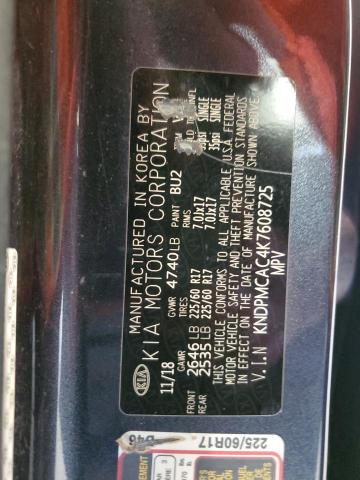 MANUFACTURED IN KOREA BY
KIA MOTORS CORPORATION
KIA
11/18 GVWR 4740LB PAINT BU2
GAWR TIRES RIMS
FRONT 2646 LB 225/60 R17 7.0Jx17 35psi SINGLE
REAR 2535 LB 225/60 R17 7.0Jx17 35psi SINGLE
THIS VEHICLE CONFORMS TO ALL APPLICABLE U.S.A. FEDERAL
MOTOR VEHICLE SAFETY AND THEFT PREVENTION STANDARDS
IN EFFECT ON THE DATE OF MANUFACTURE SHOWN ABOVE.
V.I.N KNDPMCAC4K7608725
MPV
225/60R17